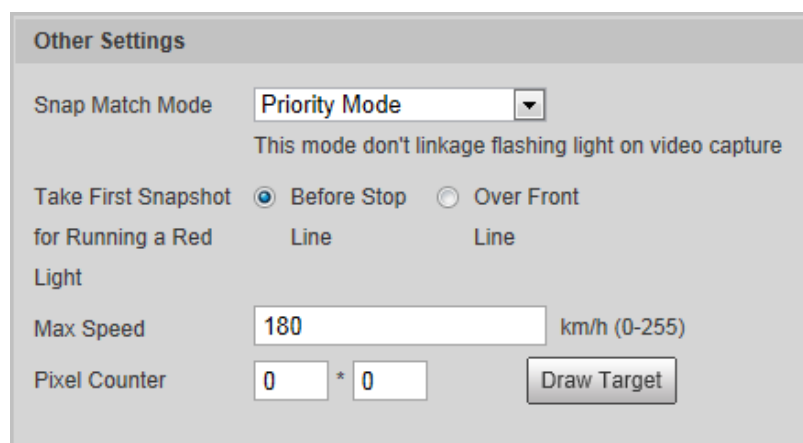 Other Settings
Snap Match Mode Priority Mode
This mode don't linkage flashing light on video capture
Take First Snapshot Before Stop Over Front
for Running a Red Line Line
Light
Max Speed 180 km/h (0-255)
Pixel Counter 0 * 0 Draw Target